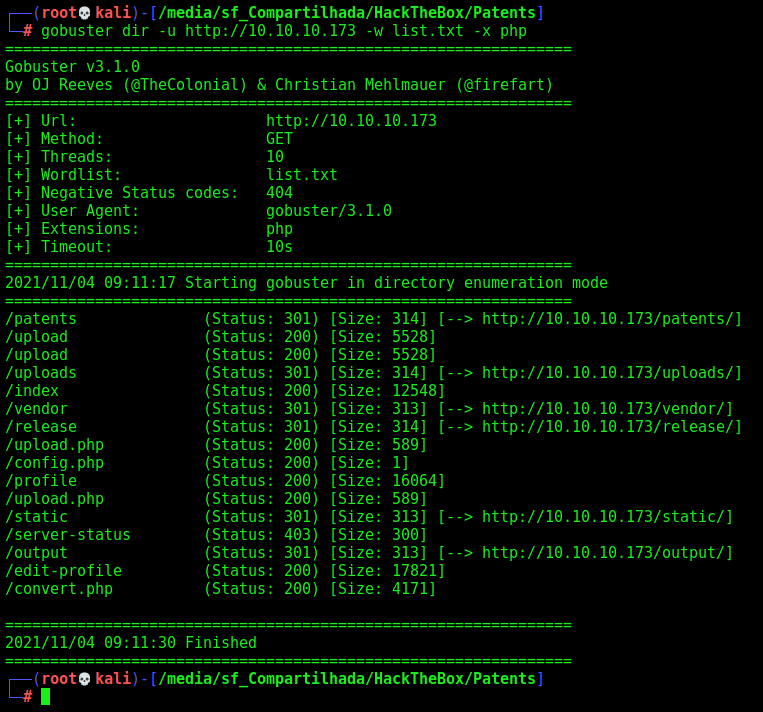 ┌──(root💀kali)-[/media/sf_Compartilhada/HackTheBox/Patents]
└─# gobuster dir -u http://10.10.10.173 -w list.txt -x php
===============================================================
Gobuster v3.1.0
by OJ Reeves (@TheColonial) & Christian Mehlmauer (@firefart)
===============================================================
[+] Url:                     http://10.10.10.173
[+] Method:                  GET
[+] Threads:                 10
[+] Wordlist:                list.txt
[+] Negative Status codes:   404
[+] User Agent:              gobuster/3.1.0
[+] Extensions:              php
[+] Timeout:                 10s
===============================================================
2021/11/04 09:11:17 Starting gobuster in directory enumeration mode
===============================================================
/patents              (Status: 301) [Size: 314] [--> http://10.10.10.173/patents/]
/upload               (Status: 200) [Size: 5528]
/upload               (Status: 200) [Size: 5528]
/uploads              (Status: 301) [Size: 314] [--> http://10.10.10.173/uploads/]
/index                (Status: 200) [Size: 12548]
/vendor               (Status: 301) [Size: 313] [--> http://10.10.10.173/vendor/]
/release              (Status: 301) [Size: 314] [--> http://10.10.10.173/release/]
/upload.php           (Status: 200) [Size: 589]
/config.php           (Status: 200) [Size: 1]
/profile              (Status: 200) [Size: 16064]
/upload.php           (Status: 200) [Size: 589]
/static               (Status: 301) [Size: 313] [--> http://10.10.10.173/static/]
/server-status        (Status: 403) [Size: 300]
/output               (Status: 301) [Size: 313] [--> http://10.10.10.173/output/]
/edit-profile         (Status: 200) [Size: 17821]
/convert.php          (Status: 200) [Size: 4171]

===============================================================
2021/11/04 09:11:30 Finished
===============================================================
┌──(root💀kali)-[/media/sf_Compartilhada/HackTheBox/Patents]
└─#